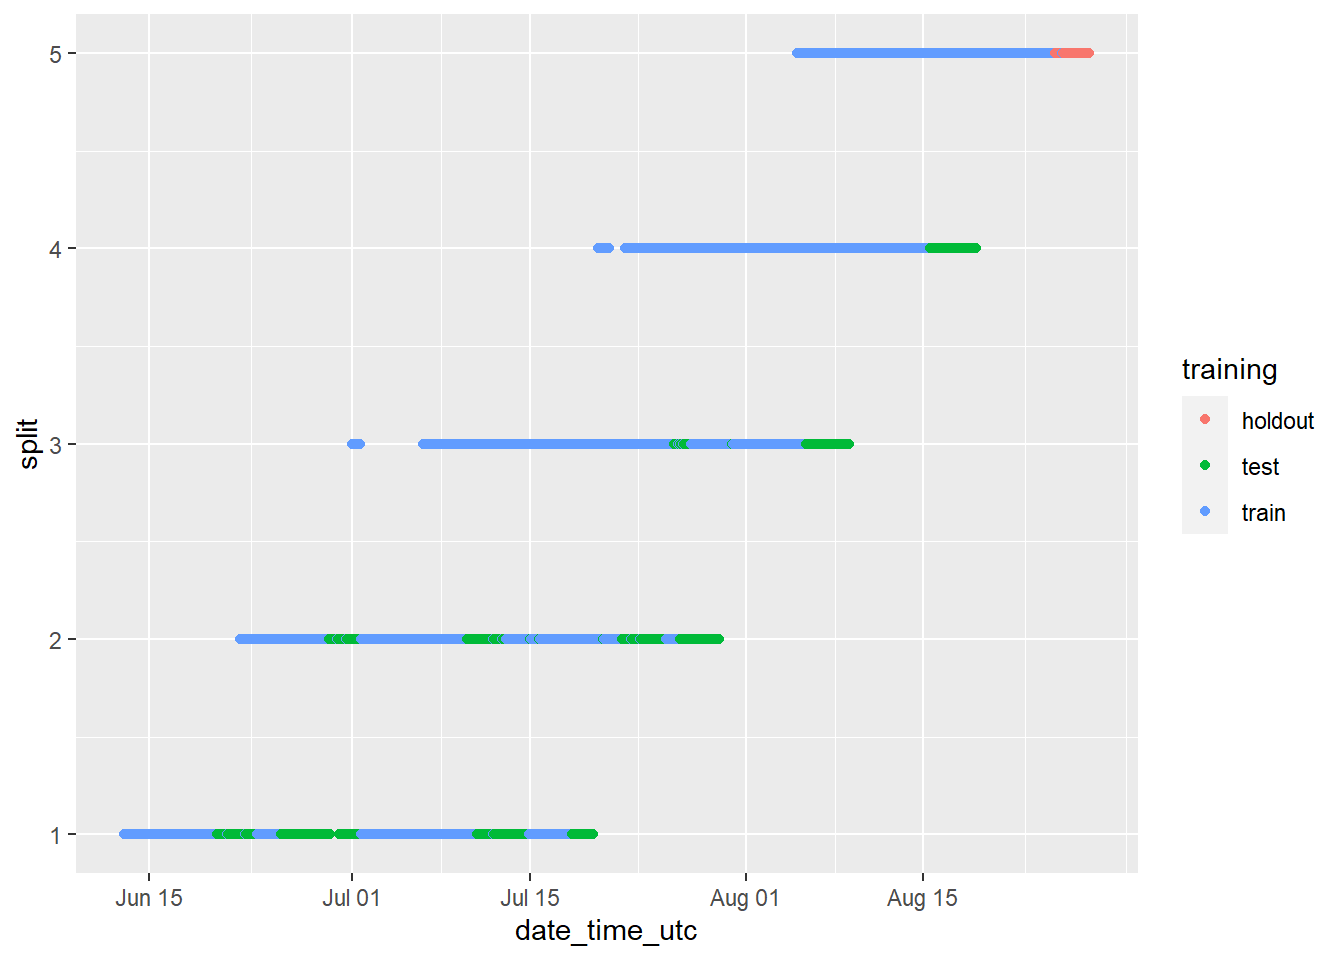 5
4
3
2
1
split
Jun 15
Jul 01
Jul 15
Aug 01
Aug 15
date_time_utc
training
holdout
test
train